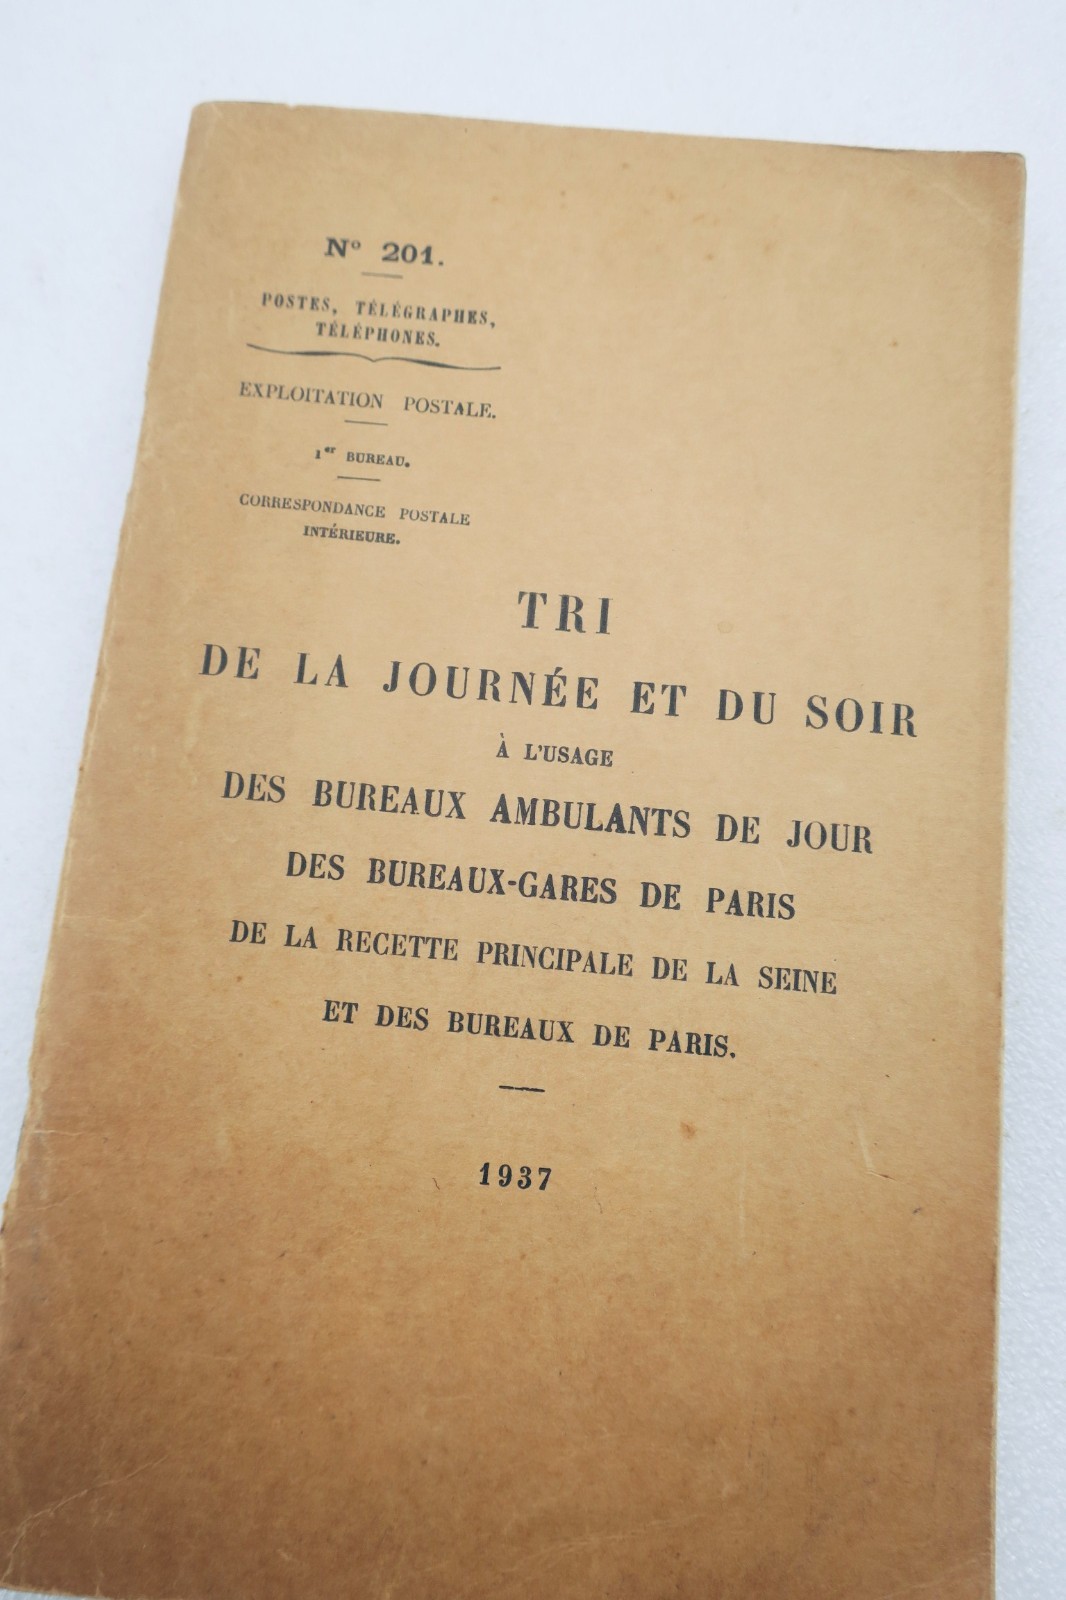 Nº 201.
POSTES, TÉLÉGRAPHES,
TÉLÉPHONES.
EXPLOITATION POSTALE.
1er BUREAU.
CORRESPONDANCE POSTALE
INTÉRIEURE.
TRI
DE LA JOURNÉE ET DU SOIR
À L'USAGE
DES BUREAUX AMBULANTS DE JOUR
DES BUREAUX-GARES DE PARIS
DE LA RECETTE PRINCIPALE DE LA SEINE
ET DES BUREAUX DE PARIS.
1937